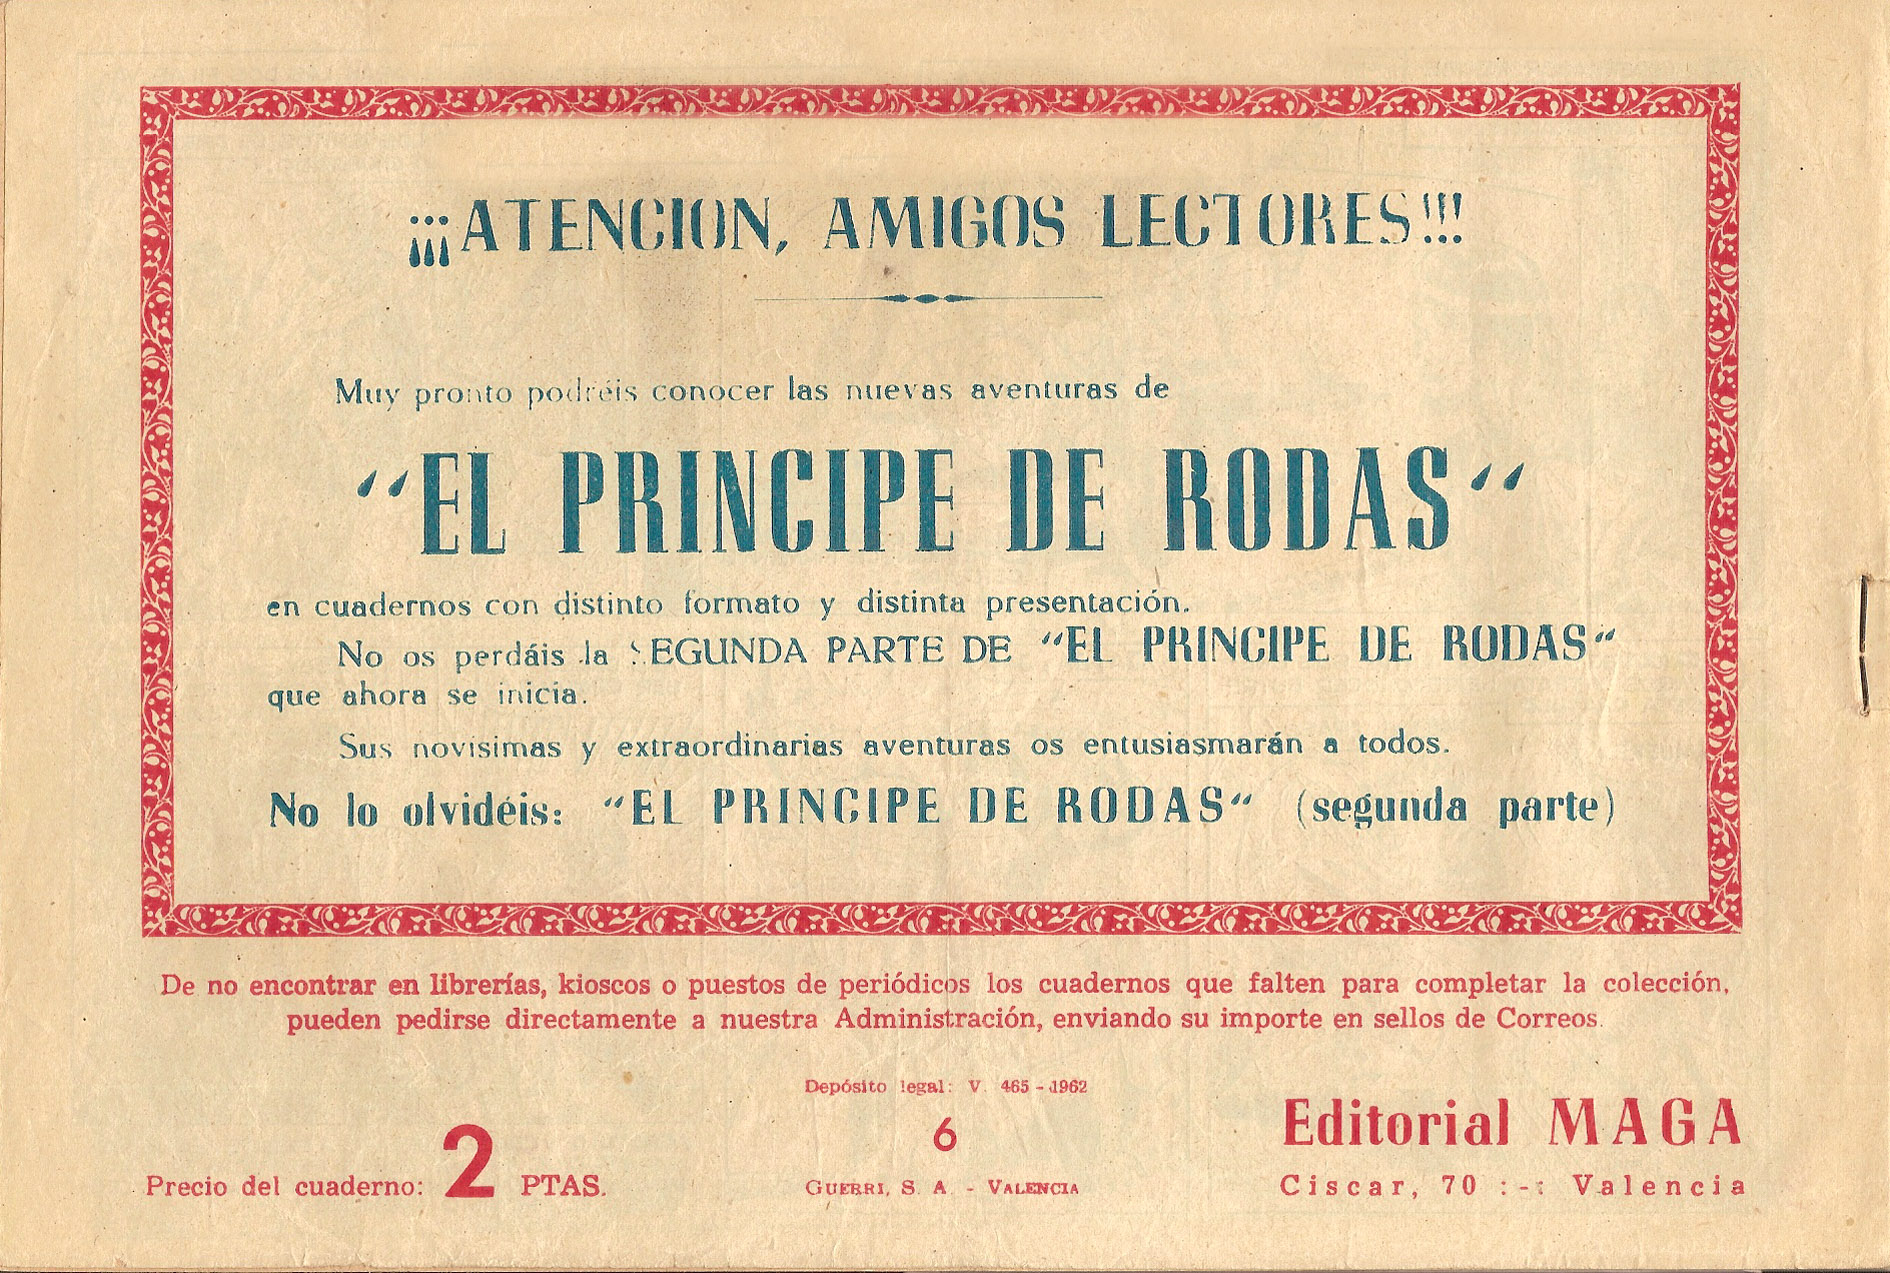 ¡¡¡ATENCION, AMIGOS LECTORES!!!
Muy pronto podréis conocer las nuevas aventuras de
“EL PRINCIPE DE RODAS“
en cuadernos con distinto formato y distinta presentación.
No os perdáis la SEGUNDA PARTE DE “EL PRINCIPE DE RODAS“
que ahora se inicia.
Sus novísimas y extraordinarias aventuras os entusiasmarán a todos.
No lo olvidéis: “EL PRINCIPE DE RODAS“ (segunda parte)
De no encontrar en librerías, kioscos o puestos de periódicos los cuadernos que falten para completar la colección,
pueden pedirse directamente a nuestra Administración, enviando su importe en sellos de Correos.
Depósito legal: V. 465 - 1962
6
Precio del cuaderno: 2 PTAS.
GUERRI, S. A. - VALENCIA
Editorial MAGA
Ciscar, 70 :-: Valencia